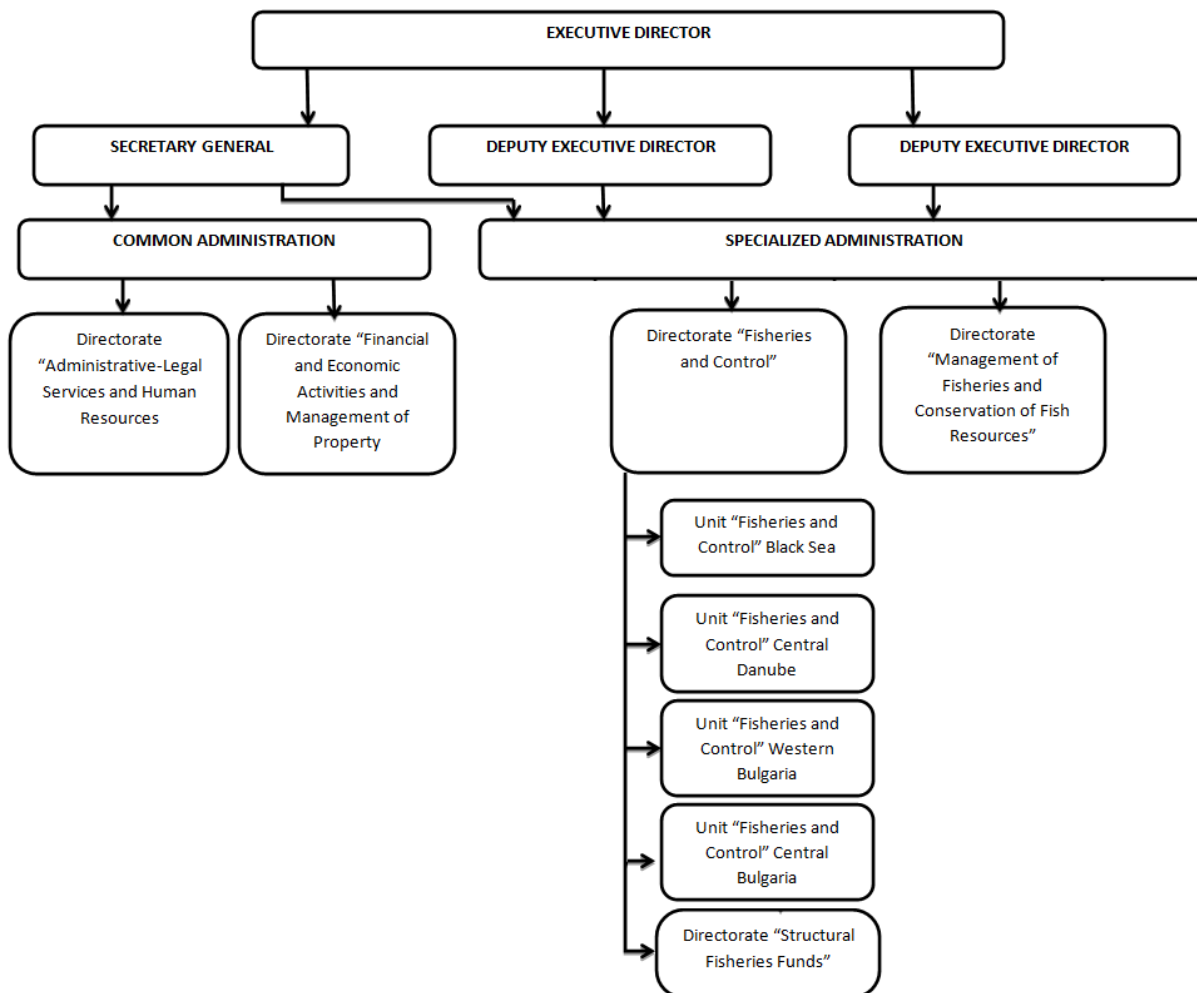 EXECUTIVE DIRECTOR
SECRETARY GENERAL
DEPUTY EXECUTIVE DIRECTOR
DEPUTY EXECUTIVE DIRECTOR
COMMON ADMINISTRATION
SPECIALIZED ADMINISTRATION
Directorate
“Administrative-Legal
Services and Human
Resources
Directorate “Financial
and Economic
Activities and
Management of
Property
Directorate “Fisheries
and Control”
Directorate
“Management of
Fisheries and
Conservation of Fish
Resources”
Unit “Fisheries and
Control” Black Sea
Unit “Fisheries and
Control” Central
Danube
Unit “Fisheries and
Control” Western
Bulgaria
Unit “Fisheries and
Control” Central
Bulgaria
Directorate “Structural
Fisheries Funds”